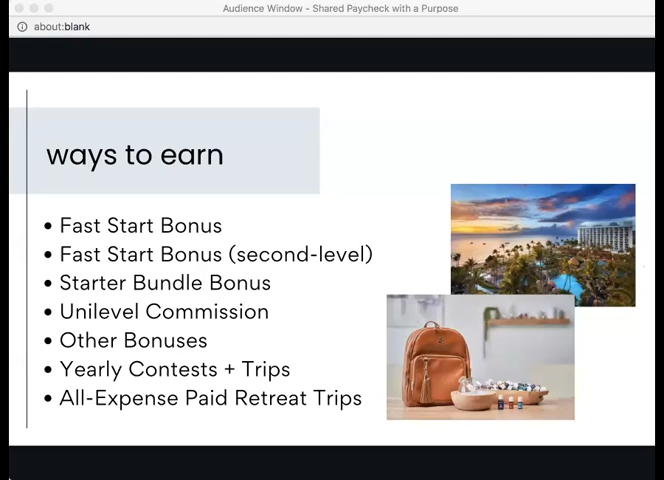 Audience Window - Shared Paycheck with a Purpose
about:blank
ways to earn
• Fast Start Bonus
• Fast Start Bonus (second-level)
• Starter Bundle Bonus
• Unilevel Commission
• Other Bonuses
• Yearly Contests + Trips
• All-Expense Paid Retreat Trips